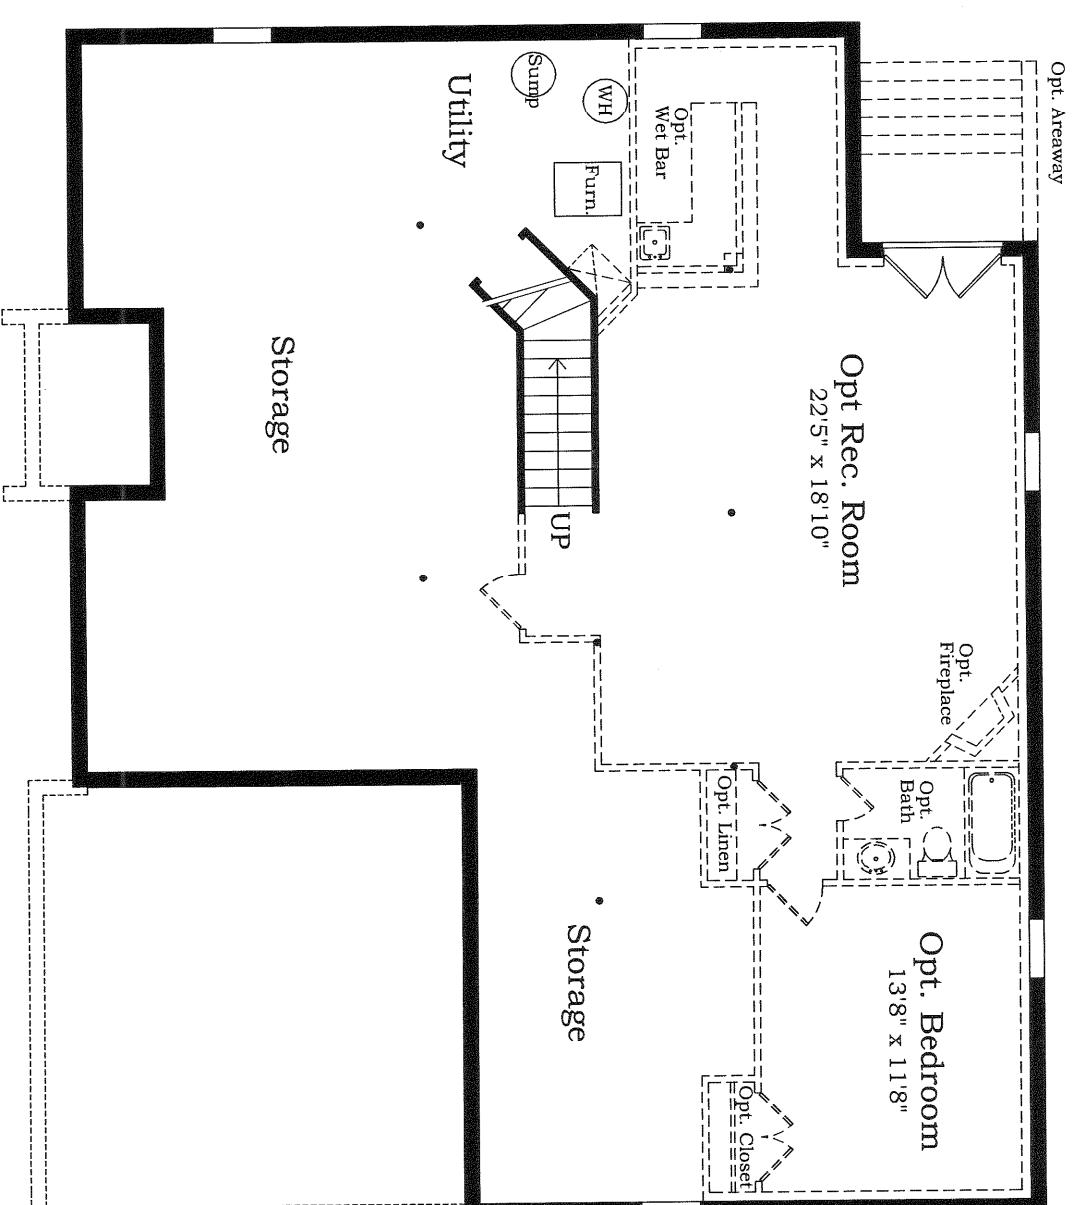 Opt. Areaway
Sump
WH
Utility
Opt.
Wet Bar
Furn.
Storage
Opt Rec. Room
22'5" x 18'10"
UP
Opt.
Fireplace
Opt. Linen
Opt.
Bath
Storage
Opt. Bedroom
13'8" x 11'8"
Opt. Closet